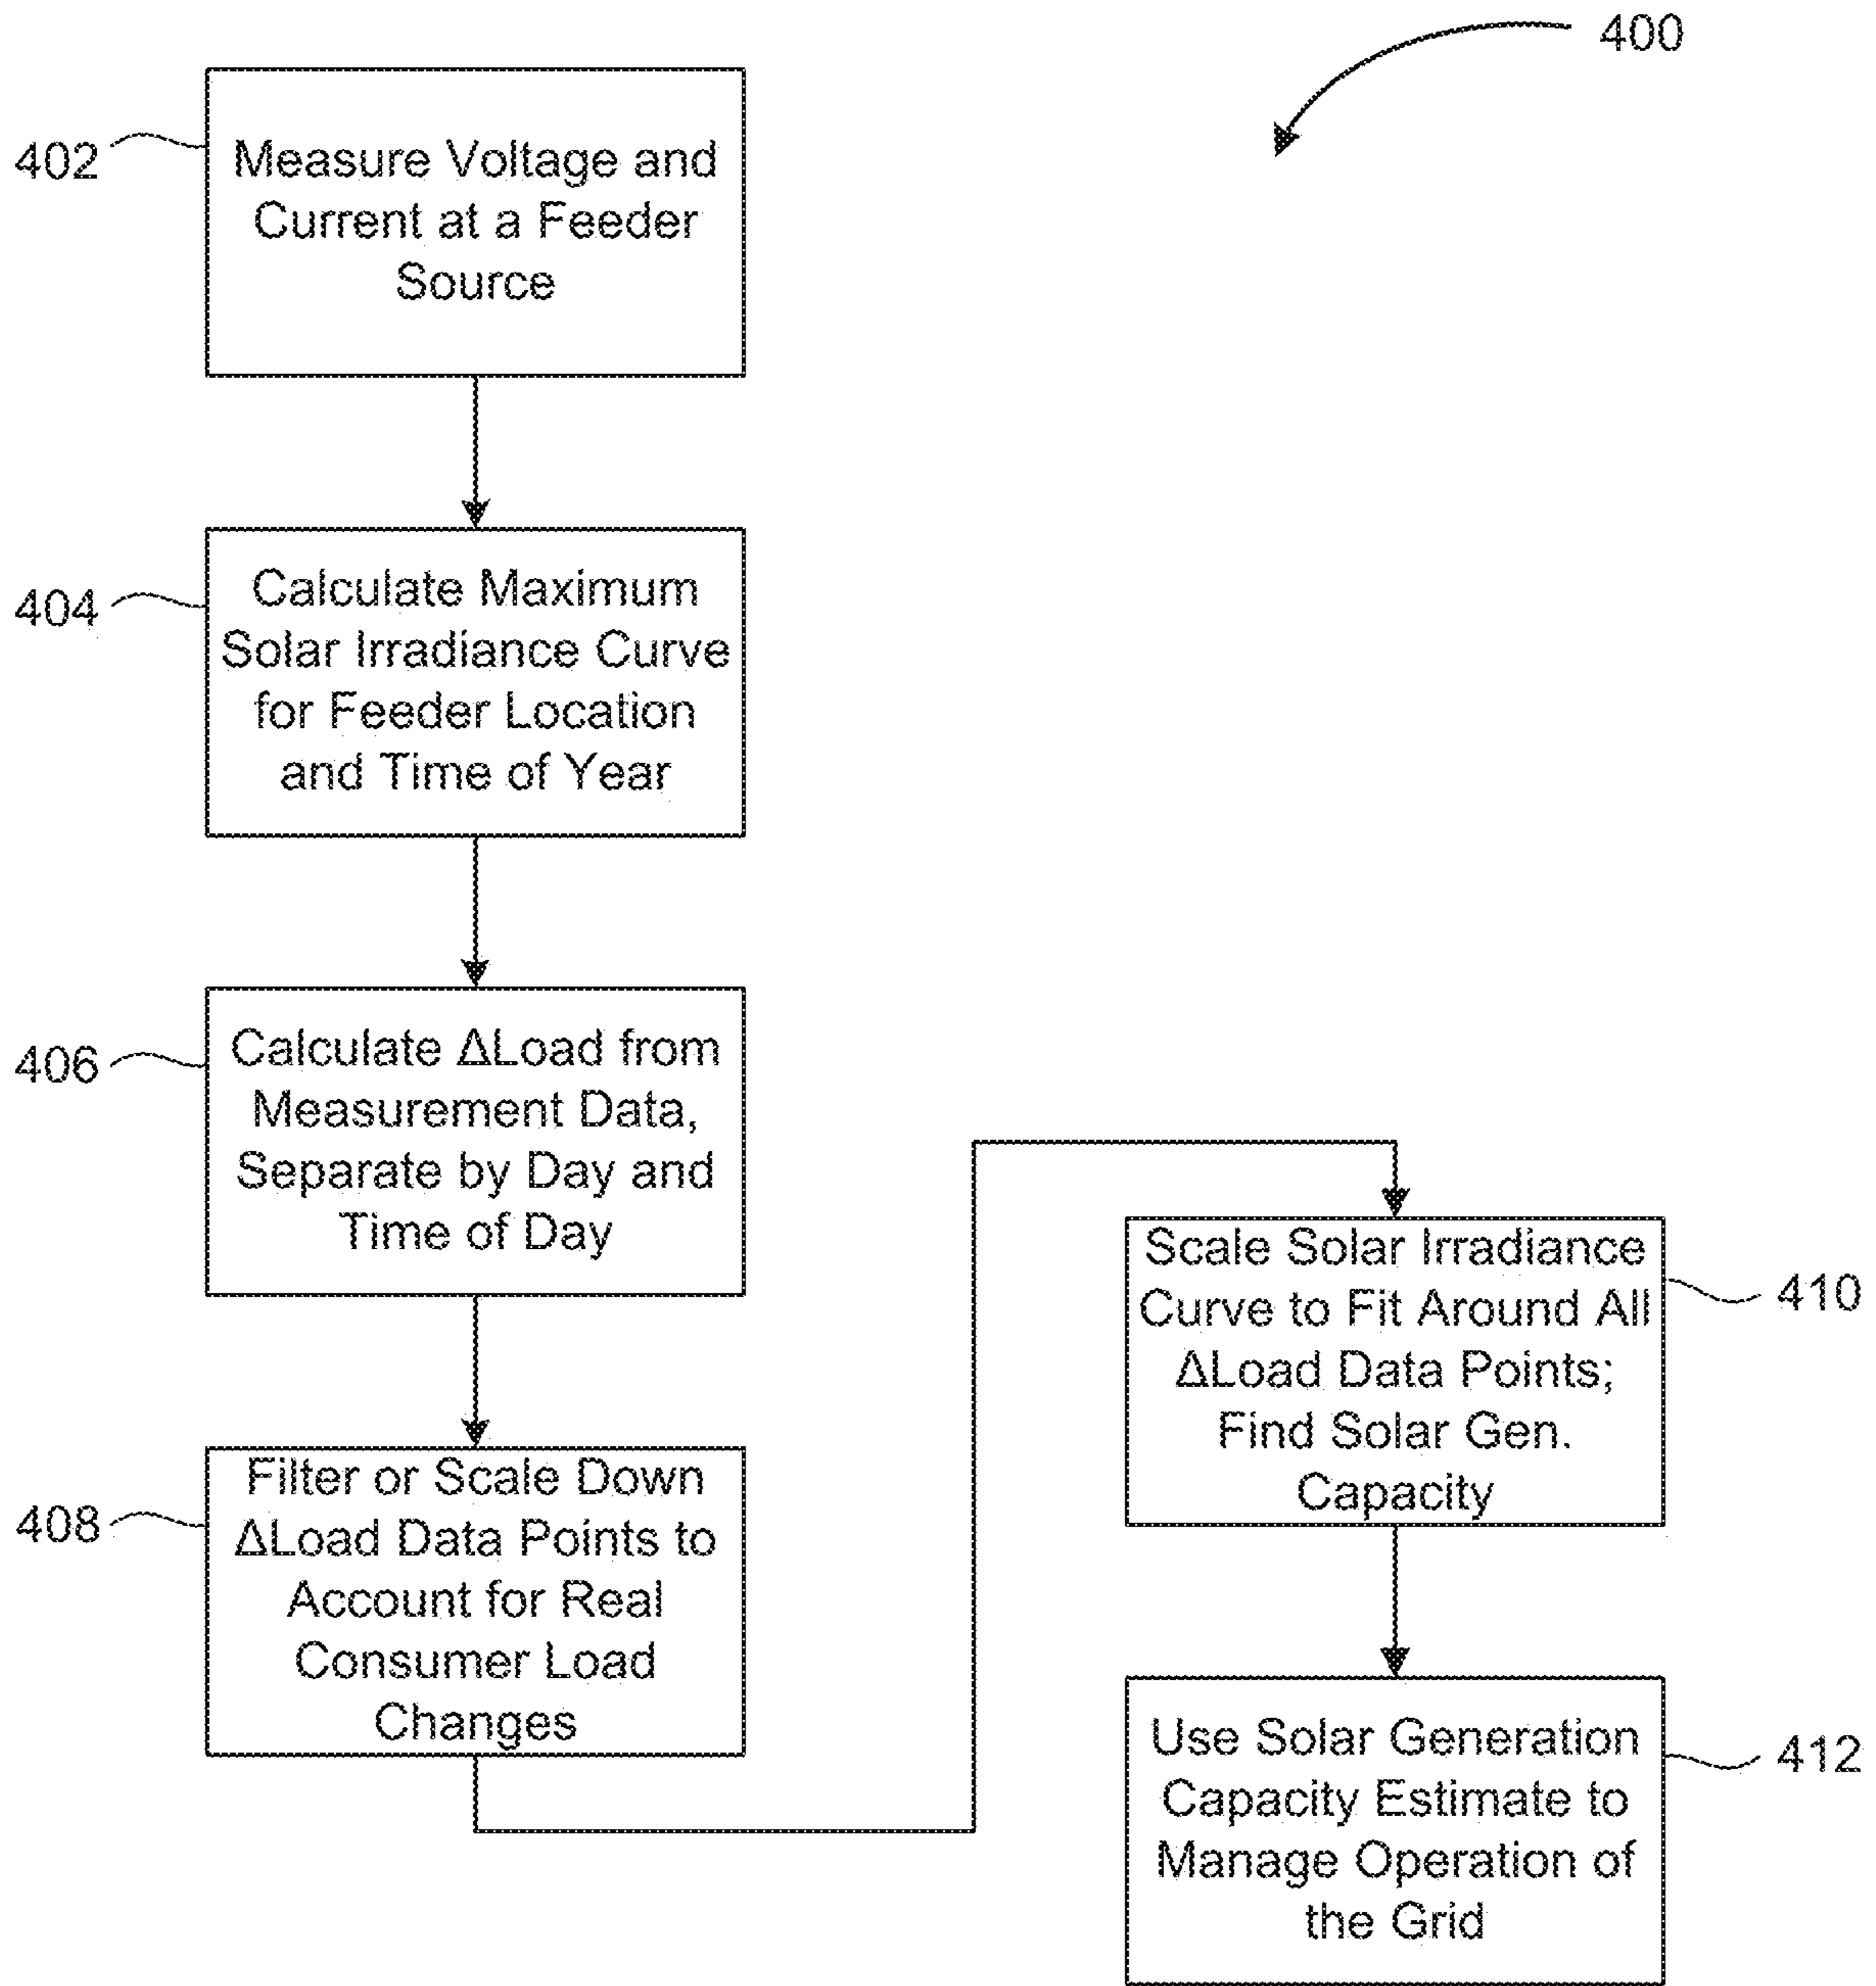 400
402
Measure Voltage and
Current at a Feeder
Source
404
Calculate Maximum
Solar Irradiance Curve
for Feeder Location
and Time of Year
406
Calculate ΔLoad from
Measurement Data,
Separate by Day and
Time of Day
408
Filter or Scale Down
ΔLoad Data Points to
Account for Real
Consumer Load
Changes
Scale Solar Irradiance
Curve to Fit Around All
ΔLoad Data Points;
Find Solar Gen.
Capacity
410
Use Solar Generation
Capacity Estimate to
Manage Operation of
the Grid
412